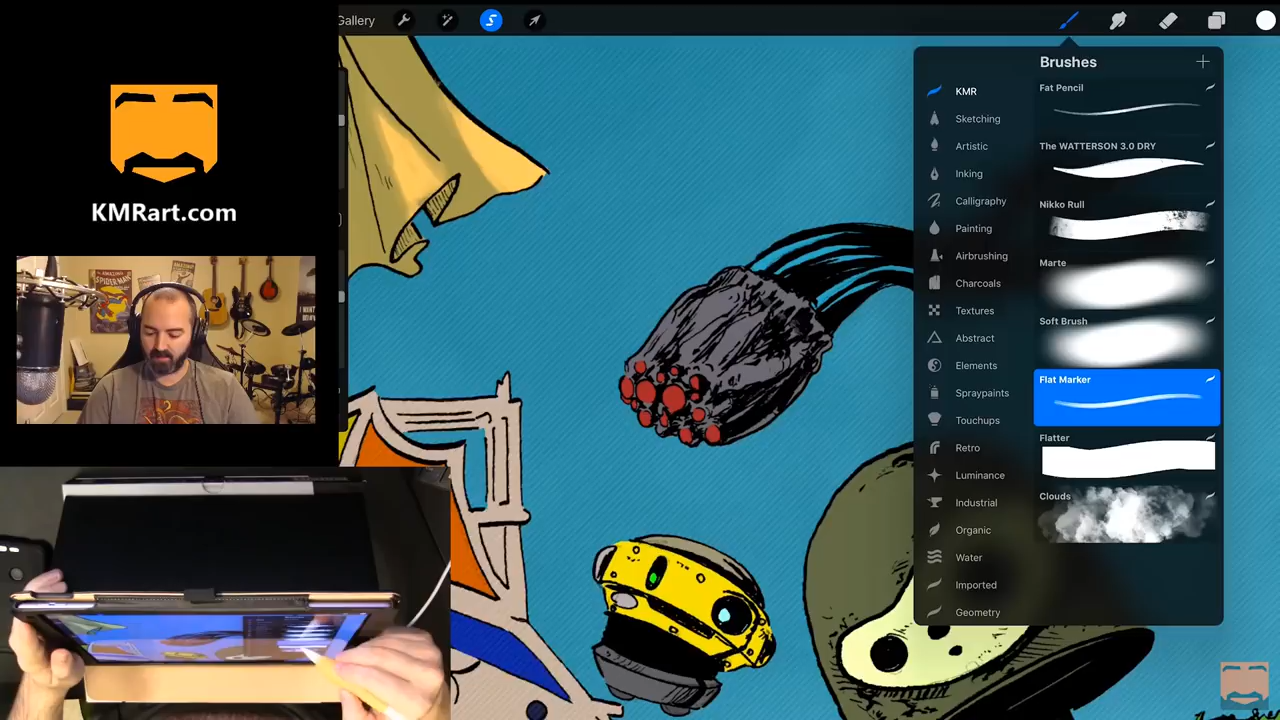 Gallery
S
KMRart.com
Brushes
KMR
Sketching
Artistic
Inking
Calligraphy
Painting
Airbrushing
Charcoals
Textures
Abstract
Elements
Spraypaints
Touchups
Retro
Luminance
Industrial
Organic
Water
Imported
Geometry
Fat Pencil
The WATTERSON 3.0 DRY
Nikko Rull
Marte
Soft Brush
Flat Marker
Flatter
Clouds
SPIDER-MAN